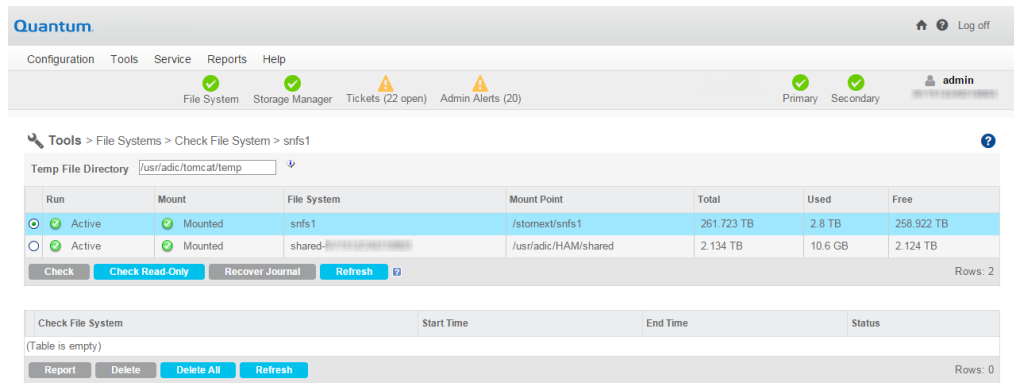 Quantum.
Log off
Configuration Tools Service Reports Help
File System Storage Manager Tickets (22 open) Admin Alerts (20) Primary Secondary admin
Tools > File Systems > Check File System > snfs1
Temp File Directory /usr/adic/tomcat/temp
Run Mount File System Mount Point Total Used Free
Active Mounted snfs1 /stornext/snfs1 261.723 TB 2.8 TB 258.922 TB
Active Mounted shared- /usr/adic/HAM/shared 2.134 TB 10.6 GB 2.124 TB
Check Check Read-Only Recover Journal Refresh Rows: 2
Check File System Start Time End Time Status
(Table is empty)
Report Delete Delete All Refresh Rows: 0